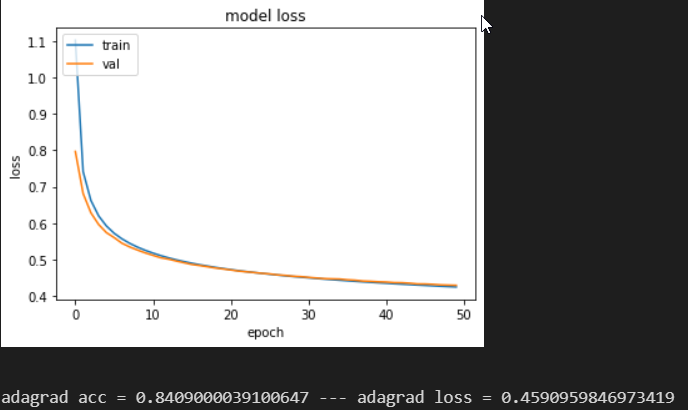 model loss
train
val
1.1
1.0
0.9
0.8
0.7
0.6
0.5
0.4
loss
0 10 20 30 40 50
epoch
adagrad acc = 0.8409000039100647 --- adagrad loss = 0.4590959846973419